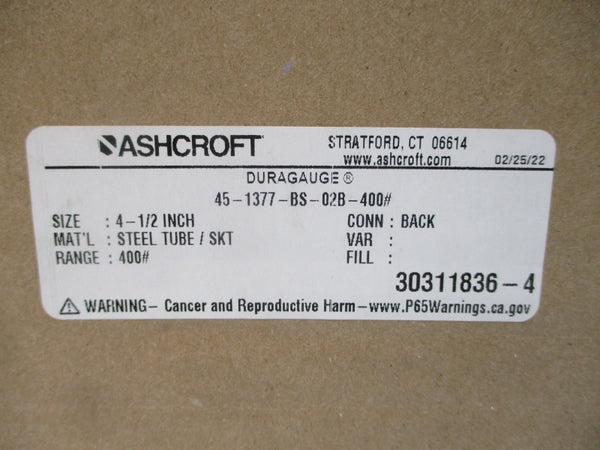 ASHCROFT® STRATFORD, CT 06614
www.ashcroft.com 02/25/22
DURAGAUGE ®
45-1377-BS-02B-400#
SIZE : 4-1/2 INCH CONN : BACK
MAT'L : STEEL TUBE / SKT VAR :
RANGE : 400# FILL :
30311836-4
⚠ WARNING- Cancer and Reproductive Harm-www.P65Warnings.ca.gov